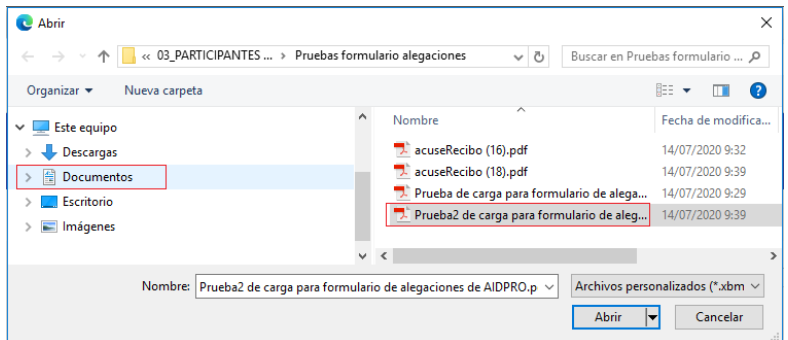 Abrir
« 03_PARTICIPANTES ... > Pruebas formulario alegaciones
Buscar en Pruebas formulario ...
Organizar
Nueva carpeta
Este equipo
Descargas
Documentos
Escritorio
Imágenes
Nombre
Fecha de modifica...
acuseRecibo (16).pdf 14/07/2020 9:32
acuseRecibo (18).pdf 14/07/2020 9:39
Prueba de carga para formulario de alega... 14/07/2020 9:29
Prueba2 de carga para formulario de aleg... 14/07/2020 9:39
Nombre: Prueba2 de carga para formulario de alegaciones de AIDPRO.p
Archivos personalizados (*.xbm
Abrir
Cancelar